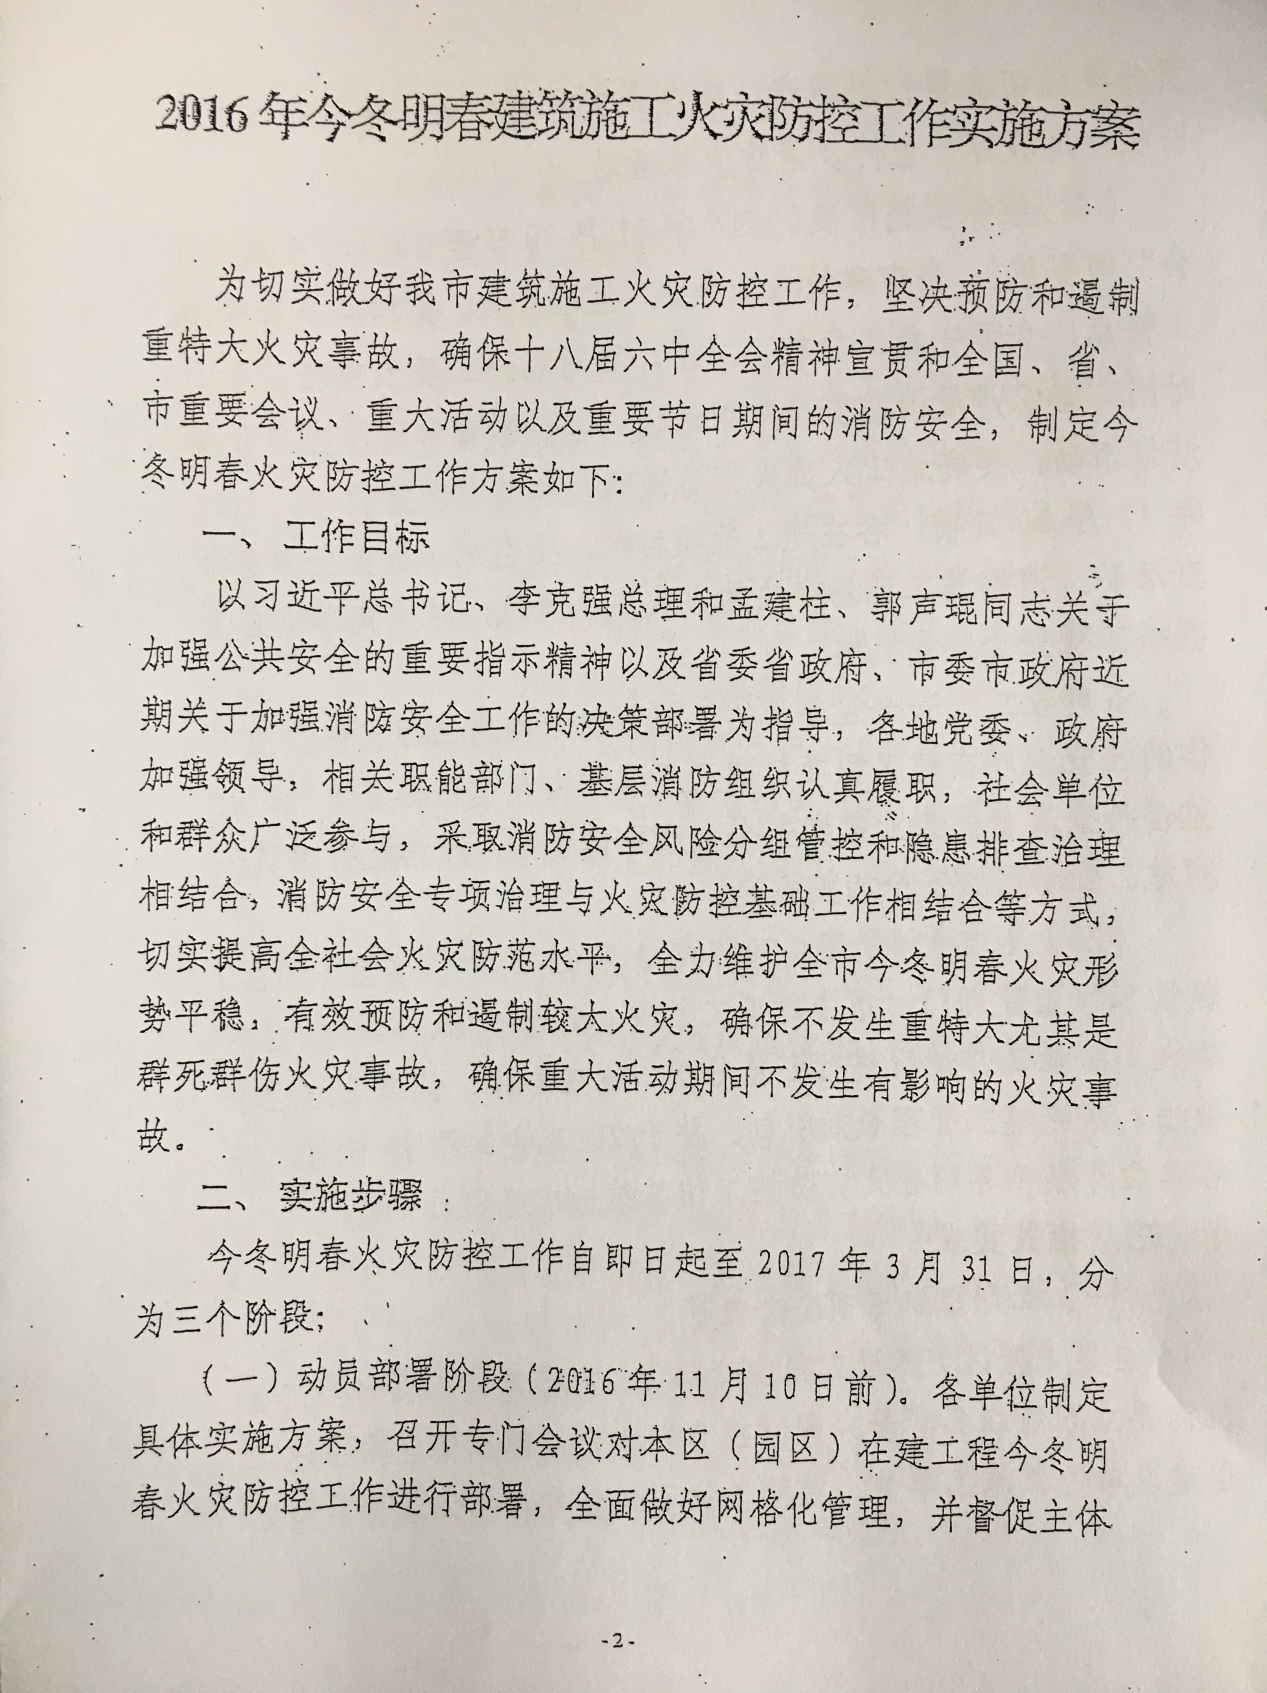 2016年今冬明春建筑施工火灾防控工作实施方案
为切实做好我市建筑施工火灾防控工作，坚决预防和遏制
重特大火灾事故，确保十八届六中全会精神宣贯和全国、省、
市重要会议、重大活动以及重要节日期间的消防安全，制定今
冬明春火灾防控工作方案如下：
一、工作目标
以习近平总书记、李克强总理和孟建柱、郭声琨同志关于
加强公共安全的重要指示精神以及省委省政府、市委市政府近
期关于加强消防安全工作的决策部署为指导，各地党委、政府
加强领导，相关职能部门、基层消防组织认真履职，社会单位
和群众广泛参与，采取消防安全风险分组管控和隐患排查治理
相结合，消防安全专项治理与火灾防控基础工作相结合等方式，
切实提高全社会火灾防范水平，全力维护全市今冬明春火灾形
势平稳，有效预防和遏制较大火灾，确保不发生重特大尤其是
群死群伤火灾事故，确保重大活动期间不发生有影响的火灾事
故。
二、实施步骤
今冬明春火灾防控工作自即日起至2017年3月31日，分
为三个阶段；
（一）动员部署阶段（2016年11月10日前）。各单位制定
具体实施方案，召开专门会议对本区（园区）在建工程今冬明
春火灾防控工作进行部署，全面做好网格化管理，并督促主体
-2-